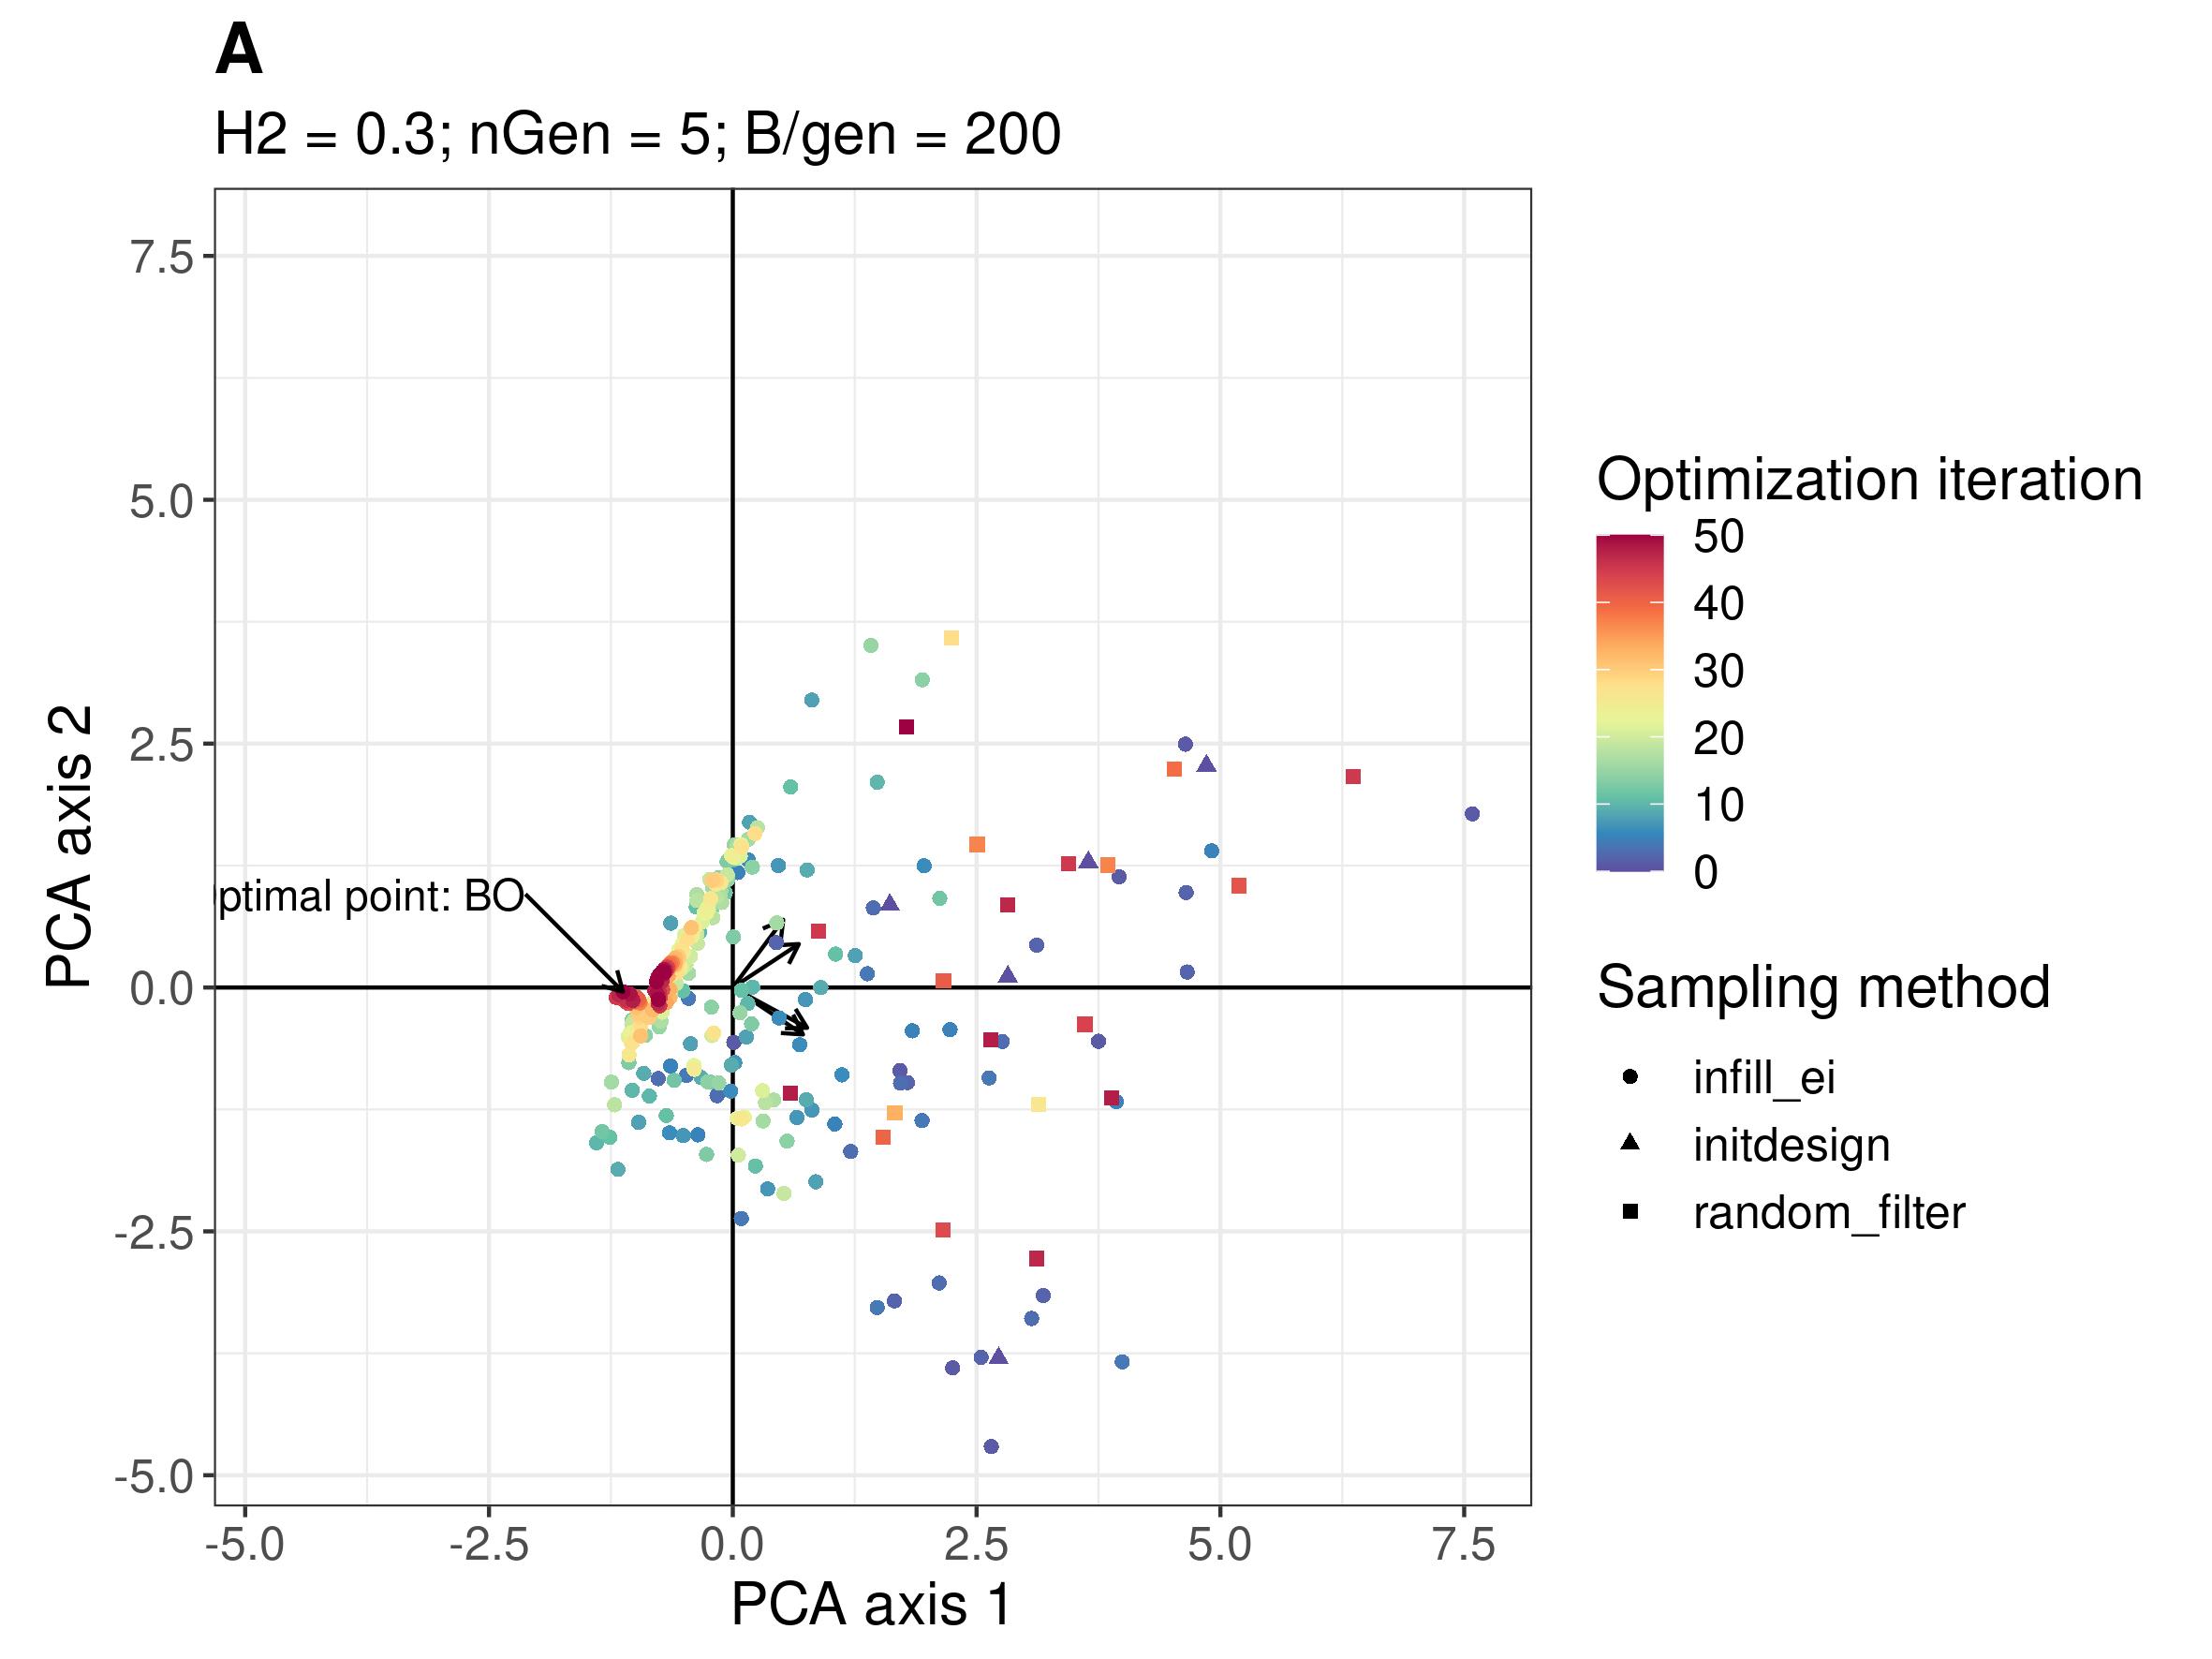 A
H2 = 0.3; nGen = 5; B/gen = 200
PCA axis 2
7.5
5.0
2.5
0.0
-2.5
-5.0
ptimal point: BO
-5.0 -2.5 0.0 2.5 5.0 7.5
PCA axis 1
Optimization iteration
50
40
30
20
10
0
Sampling method
infill_ei
initdesign
random_filter